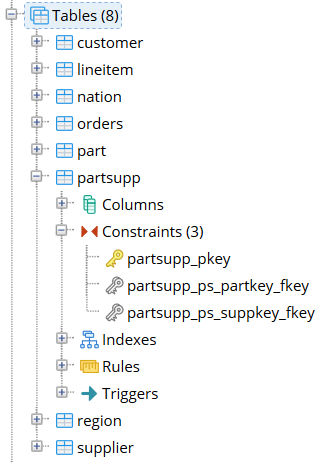 Tables (8)
customer
lineitem
nation
orders
part
partsupp
Columns
Constraints (3)
partsupp_pkey
partsupp_ps_partkey_fkey
partsupp_ps_suppkey_fkey
Indexes
Rules
Triggers
region
supplier